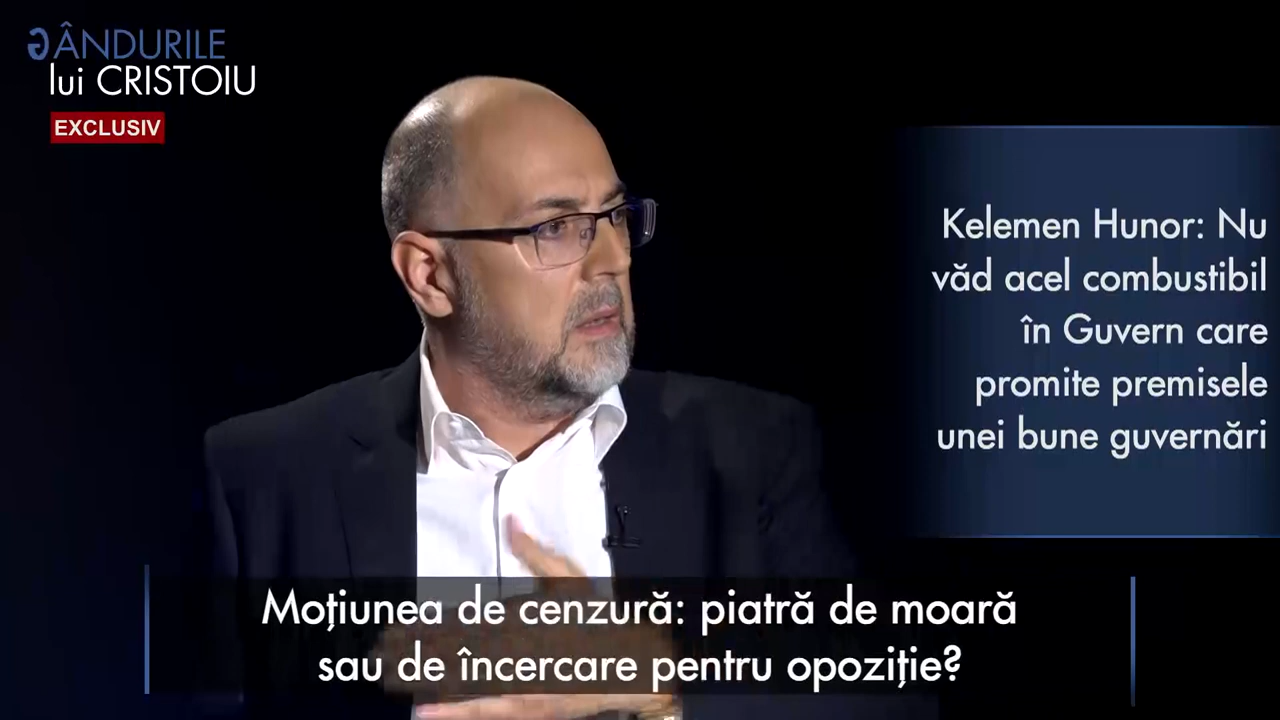 GÂNDURILE
lui CRISTOIU
EXCLUSIV
Kelemen Hunor: Nu
văd acel combustibil
în Guvern care
promite premisele
unei bune guvernări
Moțiunea de cenzură: piatră de moară
sau de încercare pentru opoziție?